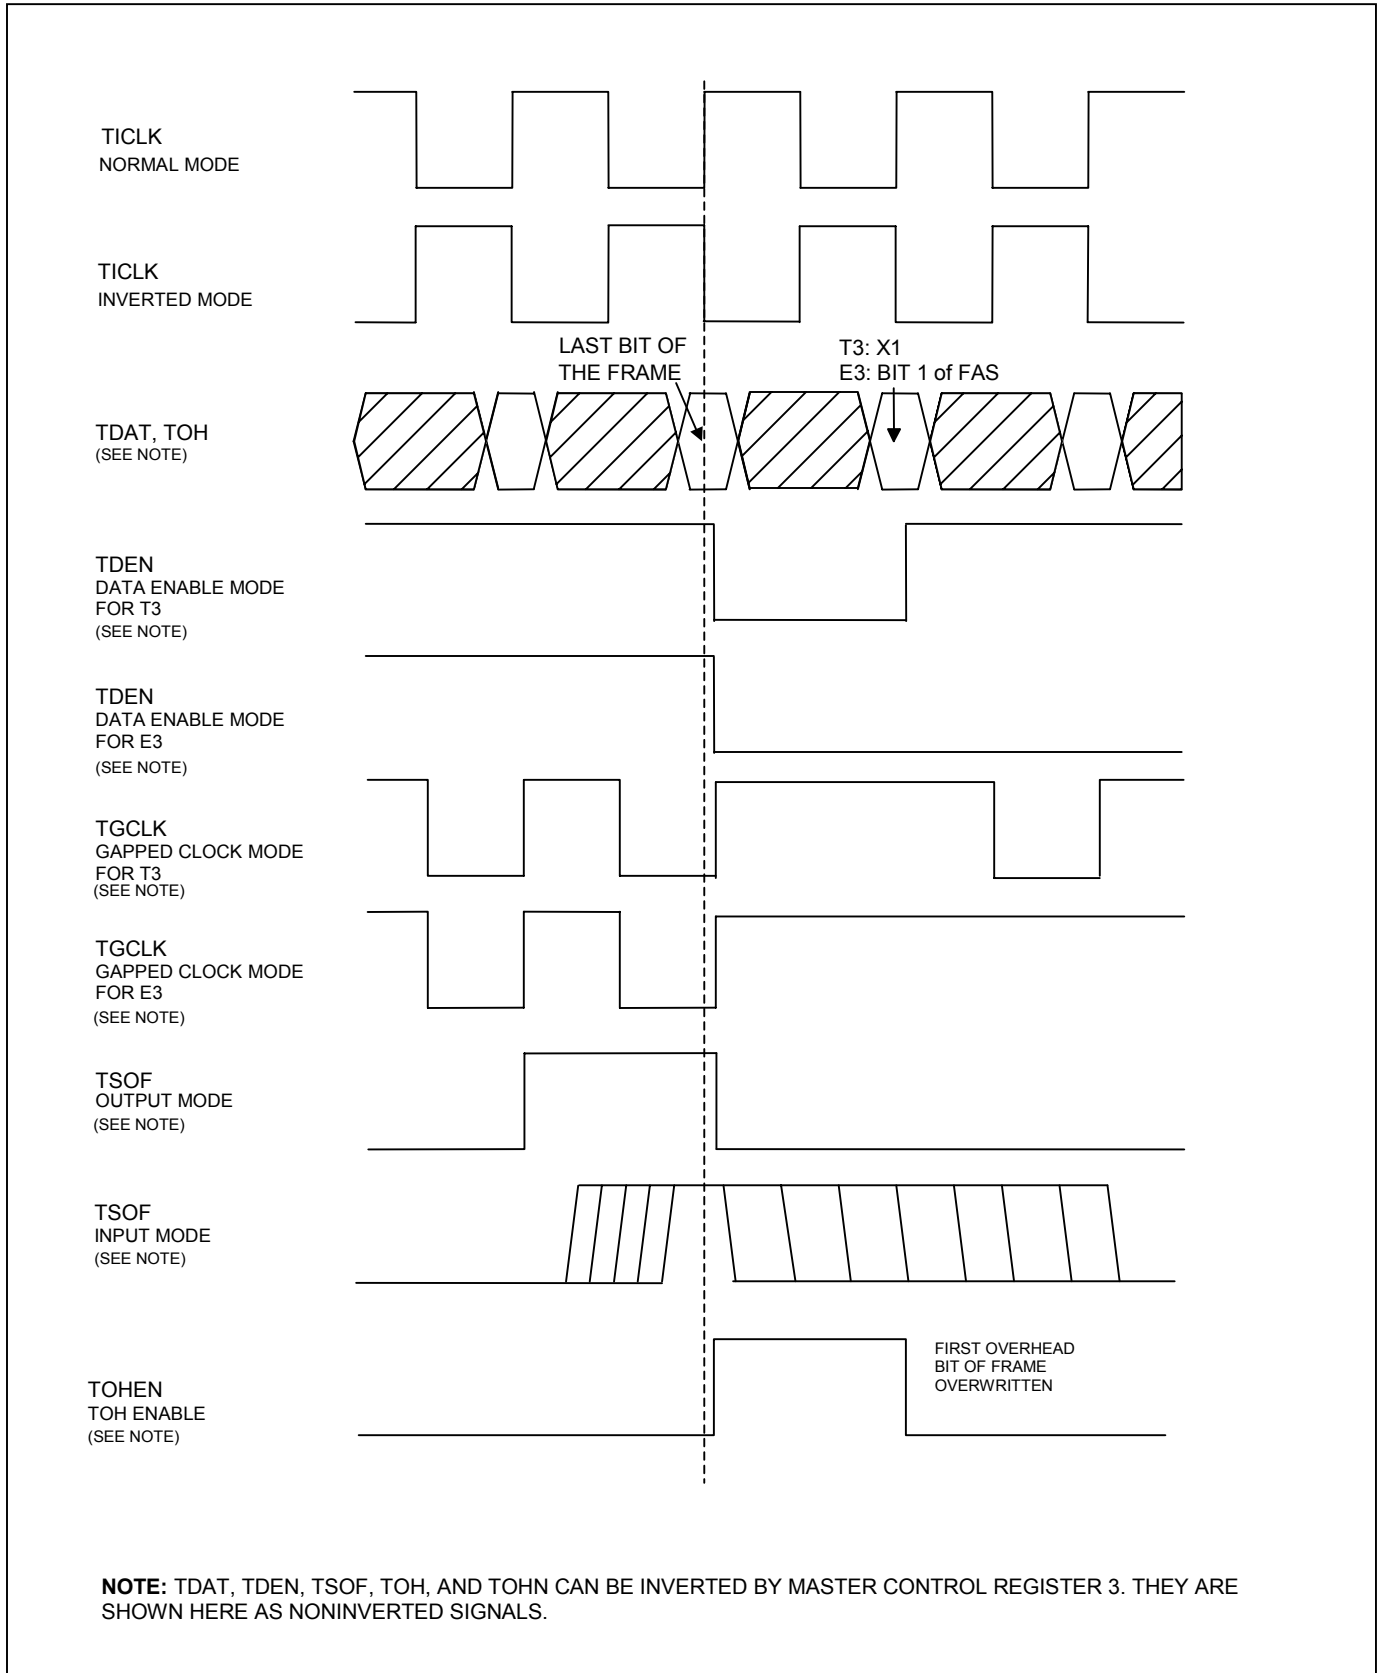 TICLK
NORMAL MODE
TICLK
INVERTED MODE
LAST BIT OF
THE FRAME
T3: X1
E3: BIT 1 of FAS
TDAT, TOH
(SEE NOTE)
TDEN
DATA ENABLE MODE
FOR T3
(SEE NOTE)
TDEN
DATA ENABLE MODE
FOR E3
(SEE NOTE)
TGCLK
GAPPED CLOCK MODE
FOR T3
(SEE NOTE)
TGCLK
GAPPED CLOCK MODE
FOR E3
(SEE NOTE)
TSOF
OUTPUT MODE
(SEE NOTE)
TSOF
INPUT MODE
(SEE NOTE)
FIRST OVERHEAD
BIT OF FRAME
OVERWRITTEN
TOHEN
TOH ENABLE
(SEE NOTE)
NOTE: TDAT, TDEN, TSOF, TOH, AND TOHN CAN BE INVERTED BY MASTER CONTROL REGISTER 3. THEY ARE
SHOWN HERE AS NONINVERTED SIGNALS.